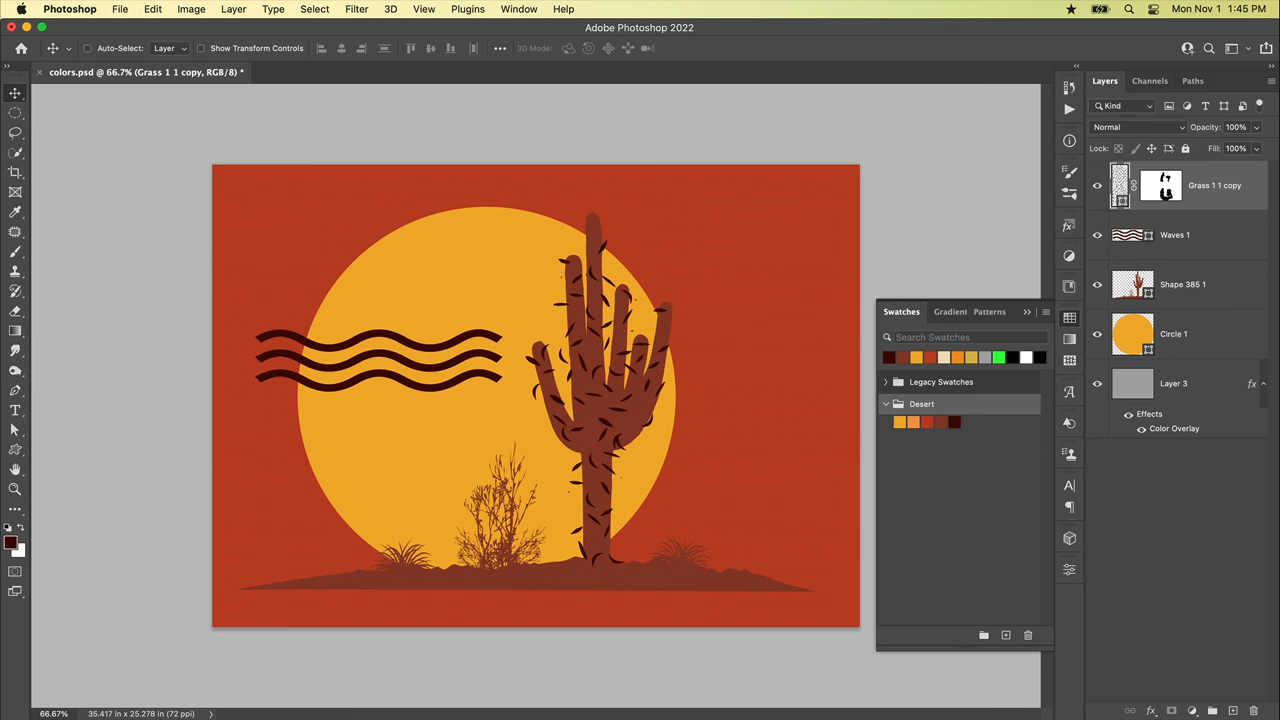 Photoshop File Edit Image Layer Type Select Filter 3D View Plugins Window Help Mon Nov 1 1:45 PM
Adobe Photoshop 2022
Auto-Select: Layer Show Transform Controls 3D Mode:
colors.psd @ 66.7% (Grass 1 1 copy, RGB/8) *
Layers Channels Paths
Kind
Normal Opacity: 100%
Lock: Fill: 100%
Grass 1 1 copy
Waves 1
Shape 385 1
Circle 1
Layer 3 fx
Effects
Color Overlay
Swatches Gradient Patterns
Search Swatches
Legacy Swatches
Desert
66.67% 35.417 in x 25.278 in (72 ppi)